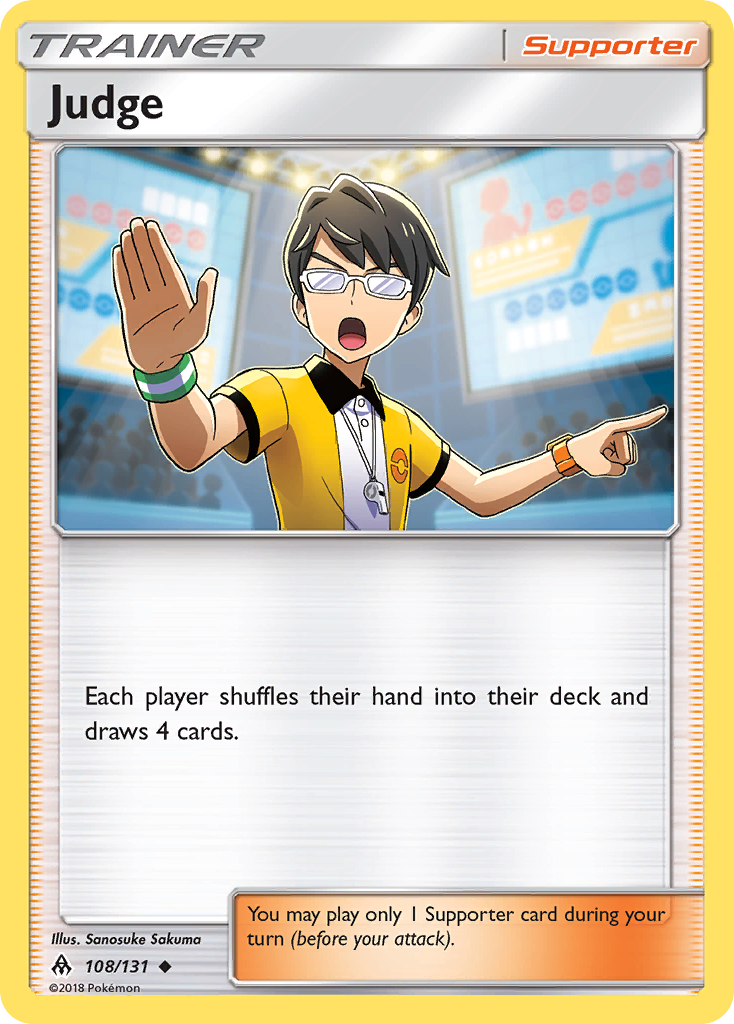 TRAINER
Supporter
Judge
Each player shuffles their hand into their deck and
draws 4 cards.
You may play only 1 Supporter card during your
turn (before your attack).
Illus. Sanosuke Sakuma
108/131
©2018 Pokémon